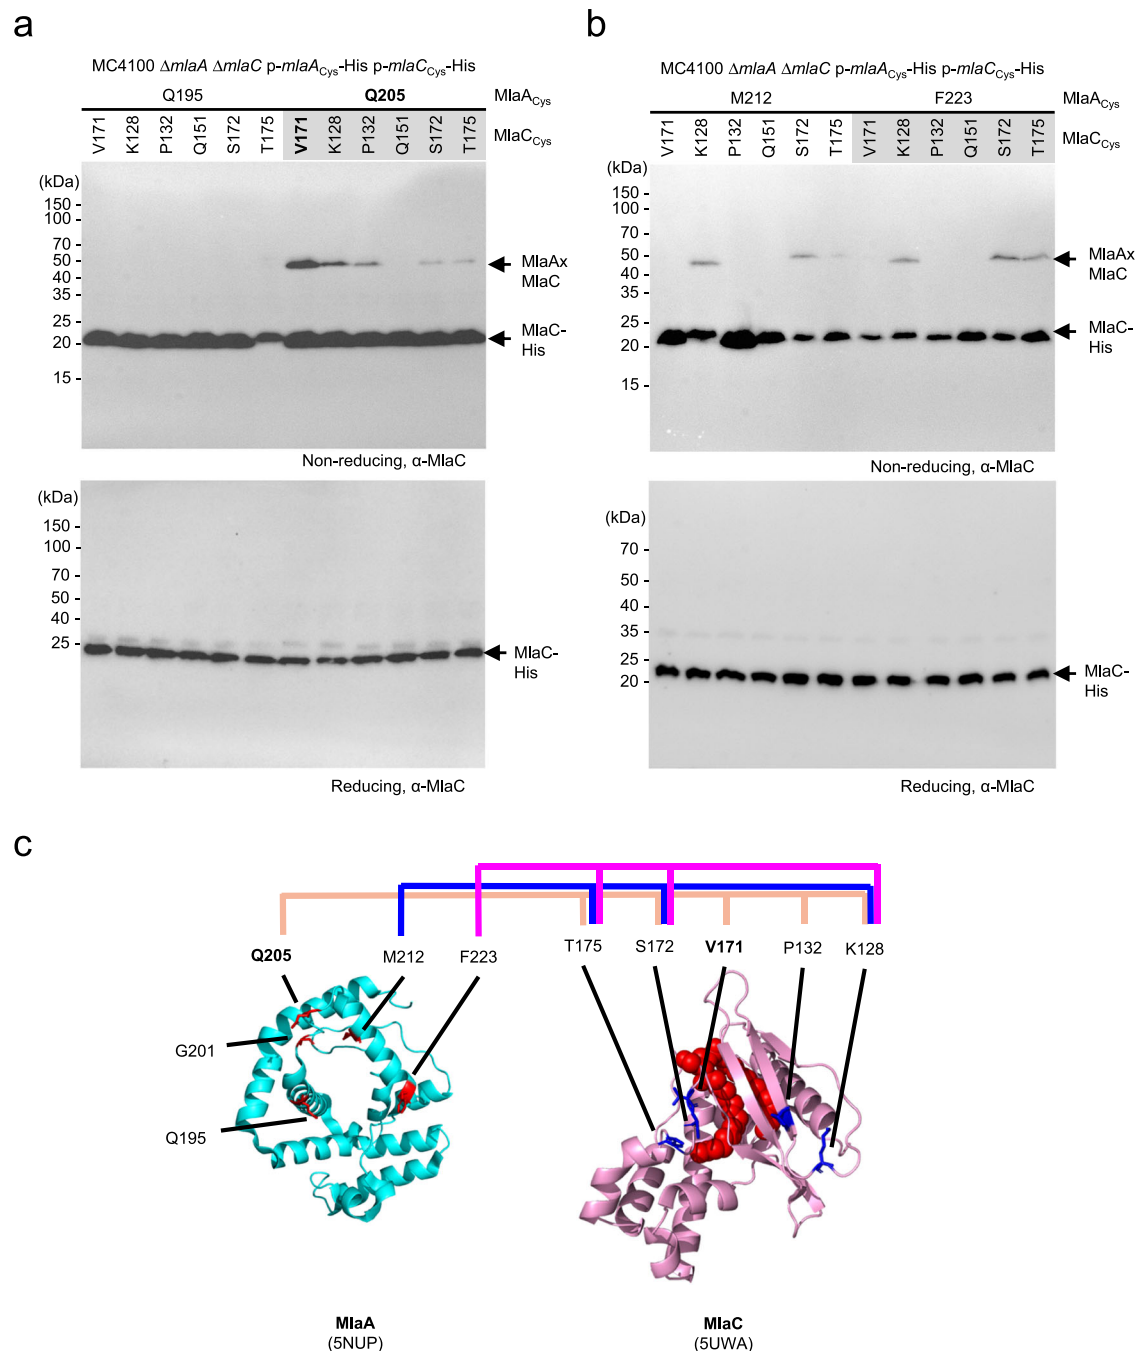 a
MC4100 ΔmlaA ΔmlaC p-mlaACys-His p-mlaCCys-His
Q195 Q205 MlaACys
V171 K128 P132 Q151 S172 T175 V171 K128 P132 Q151 S172 T175 MlaCCys
(kDa)
150
100
70
50
40
35
25
20
15
MlaAx
MlaC
MlaC-
His
Non-reducing, α-MlaC
(kDa)
150
100
70
50
40
25
MlaC-
His
Reducing, α-MlaC
b
MC4100 ΔmlaA ΔmlaC p-mlaACys-His p-mlaCCys-His
M212 F223 MlaACys
V171 K128 P132 Q151 S172 T175 V171 K128 P132 Q151 S172 T175 MlaCCys
(kDa)
150
100
70
50
40
35
25
20
15
MlaAx
MlaC
MlaC-
His
Non-reducing, α-MlaC
(kDa)
70
50
40
35
25
20
MlaC-
His
Reducing, α-MlaC
c
Q205 M212 F223 T175 S172 V171 P132 K128
G201
Q195
MlaA
(5NUP)
MlaC
(5UWA)